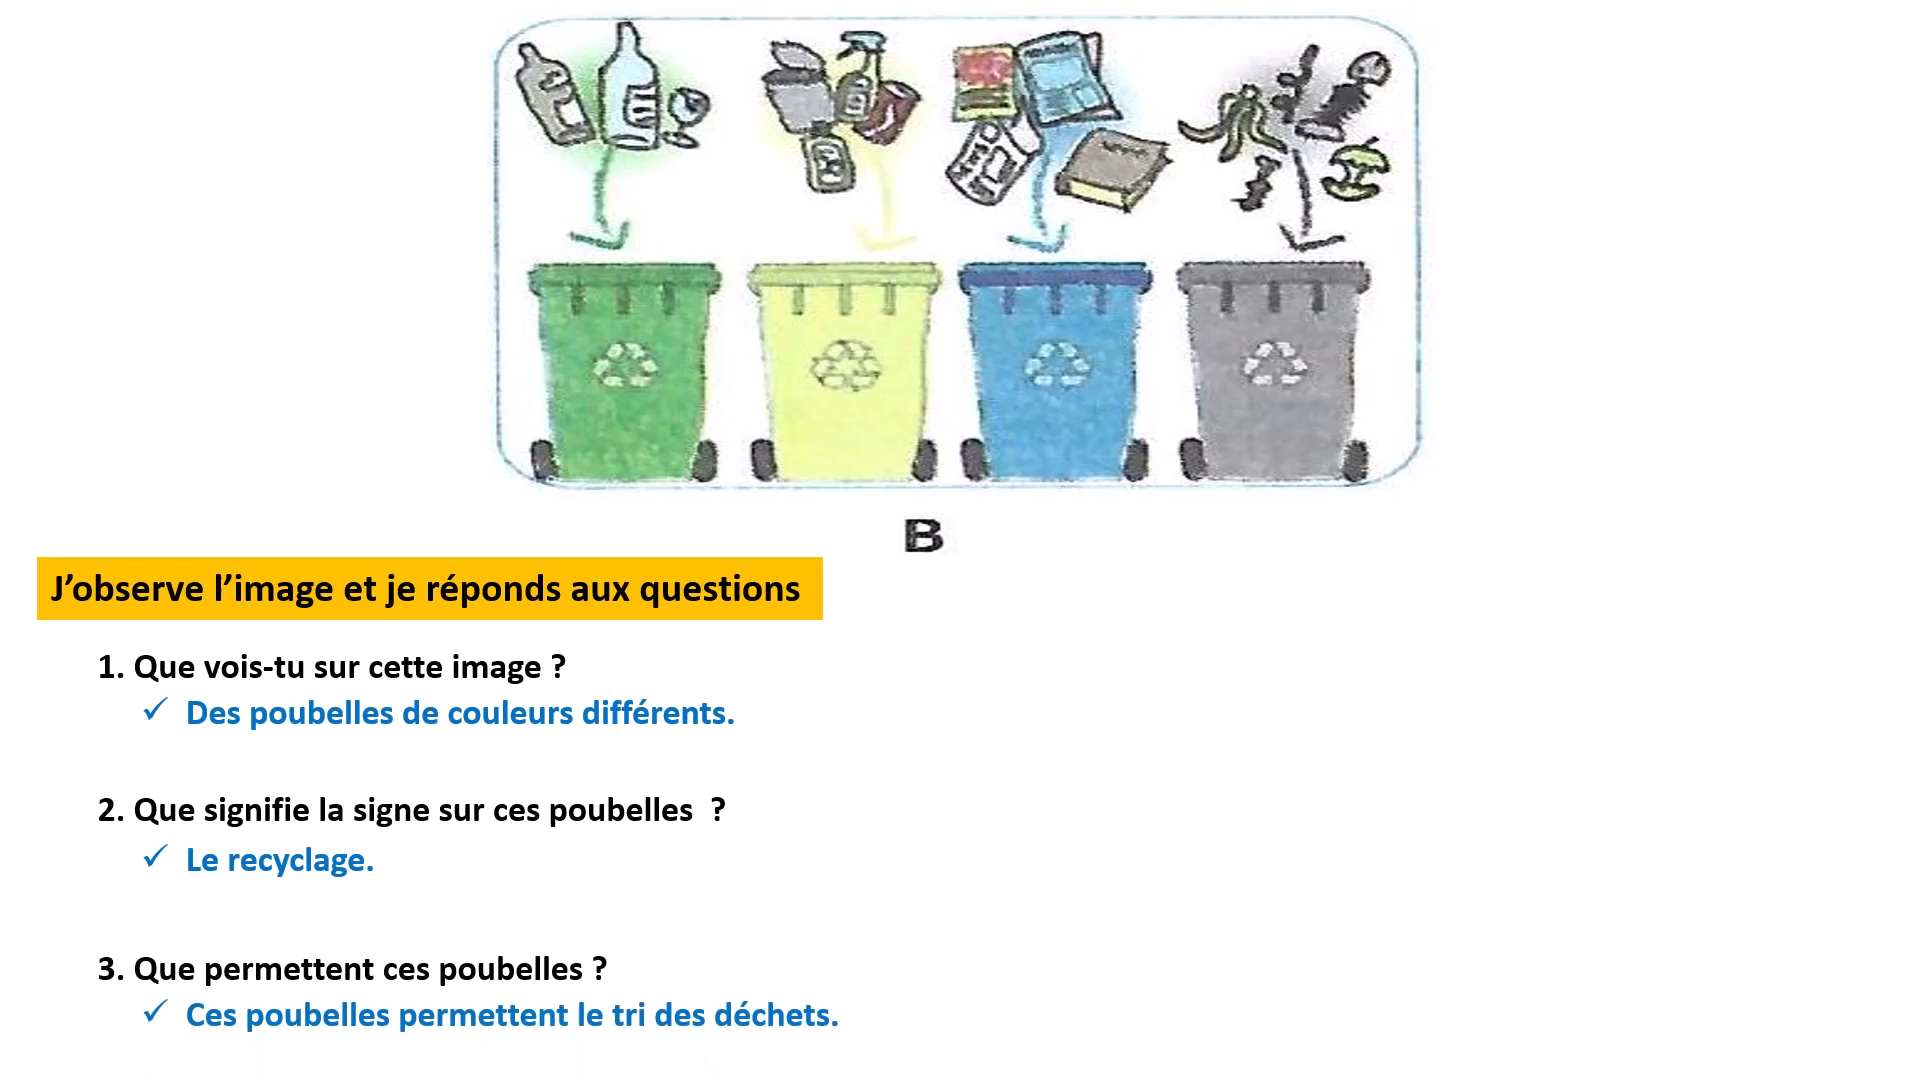 B
J’observe l’image et je réponds aux questions
1. Que vois-tu sur cette image ?
✓ Des poubelles de couleurs différents.
2. Que signifie la signe sur ces poubelles  ?
✓ Le recyclage.
3. Que permettent ces poubelles ?
✓ Ces poubelles permettent le tri des déchets.